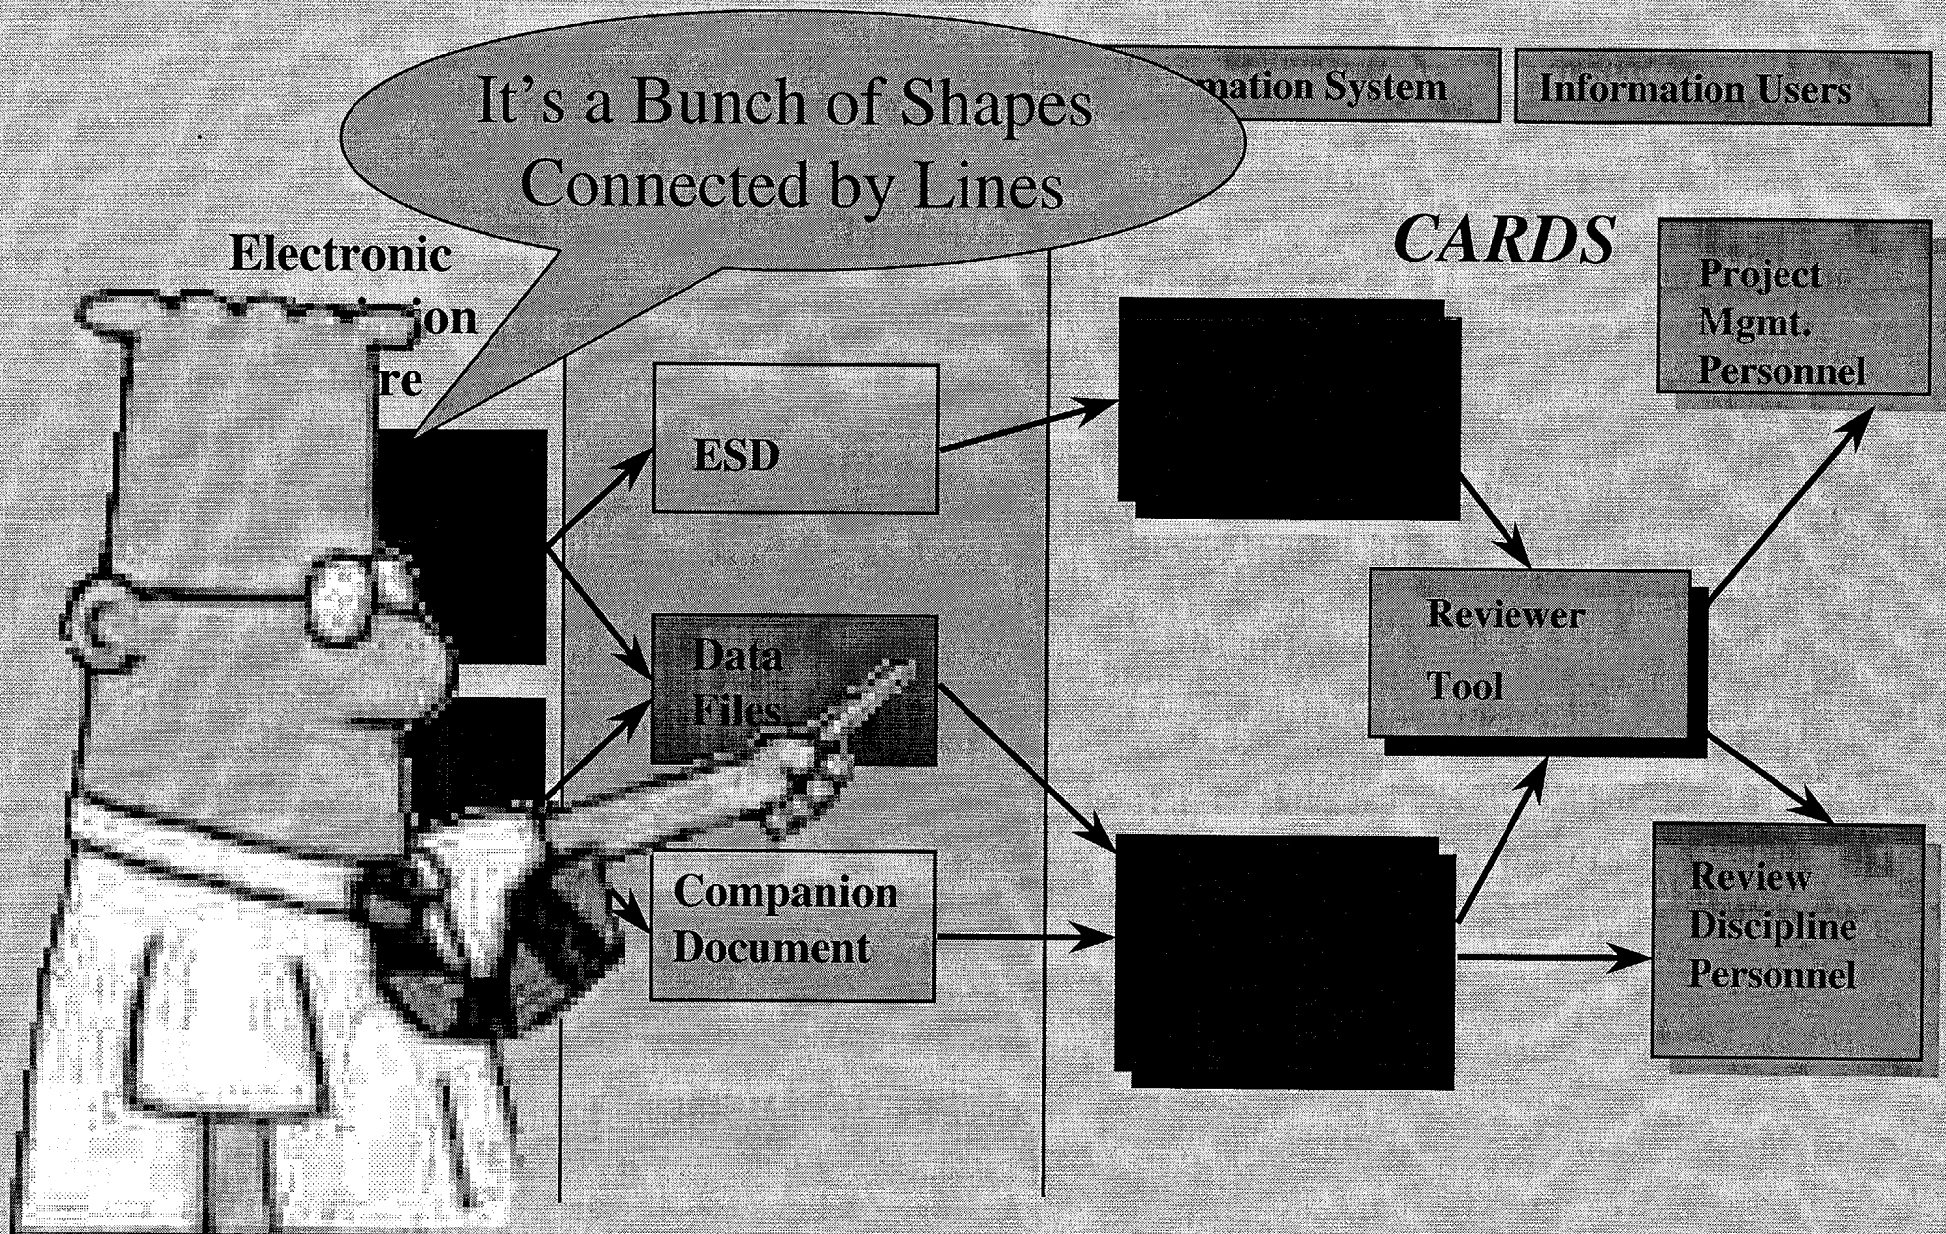 It's a Bunch of Shapes
Connected by Lines
mation System
Information Users
Electronic
ion
re
CARDS
Project
Mgmt.
Personnel
ESD
Data
Files
Reviewer
Tool
Companion
Document
Review
Discipline
Personnel